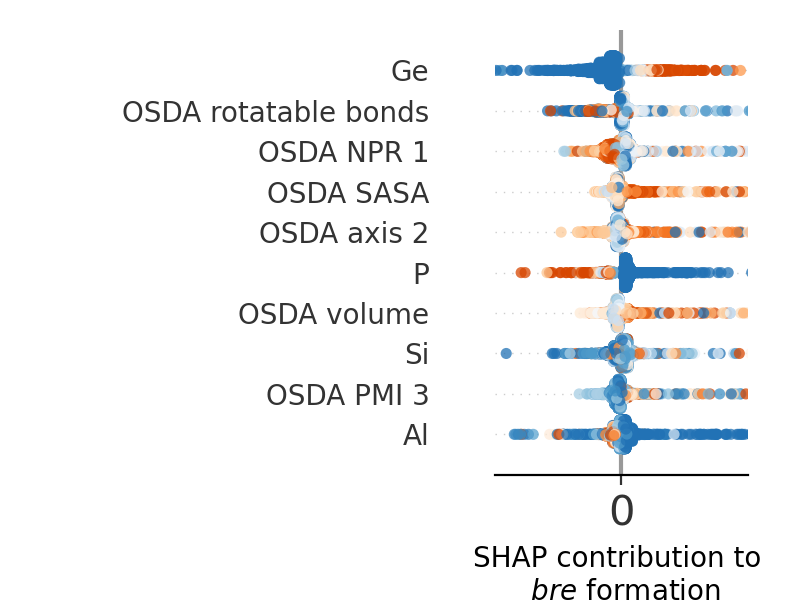 Ge
OSDA rotatable bonds
OSDA NPR 1
OSDA SASA
OSDA axis 2
P
OSDA volume
Si
OSDA PMI 3
Al
0
SHAP contribution to
bre formation